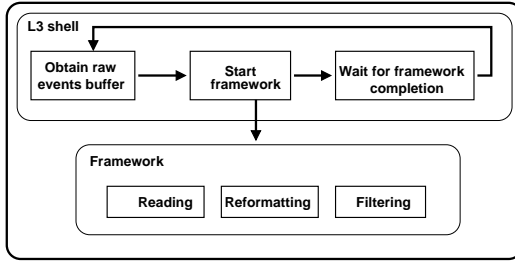 L3 shell
Obtain raw
events buffer
Start
framework
Wait for framework
completion
Framework
Reading
Reformatting
Filtering